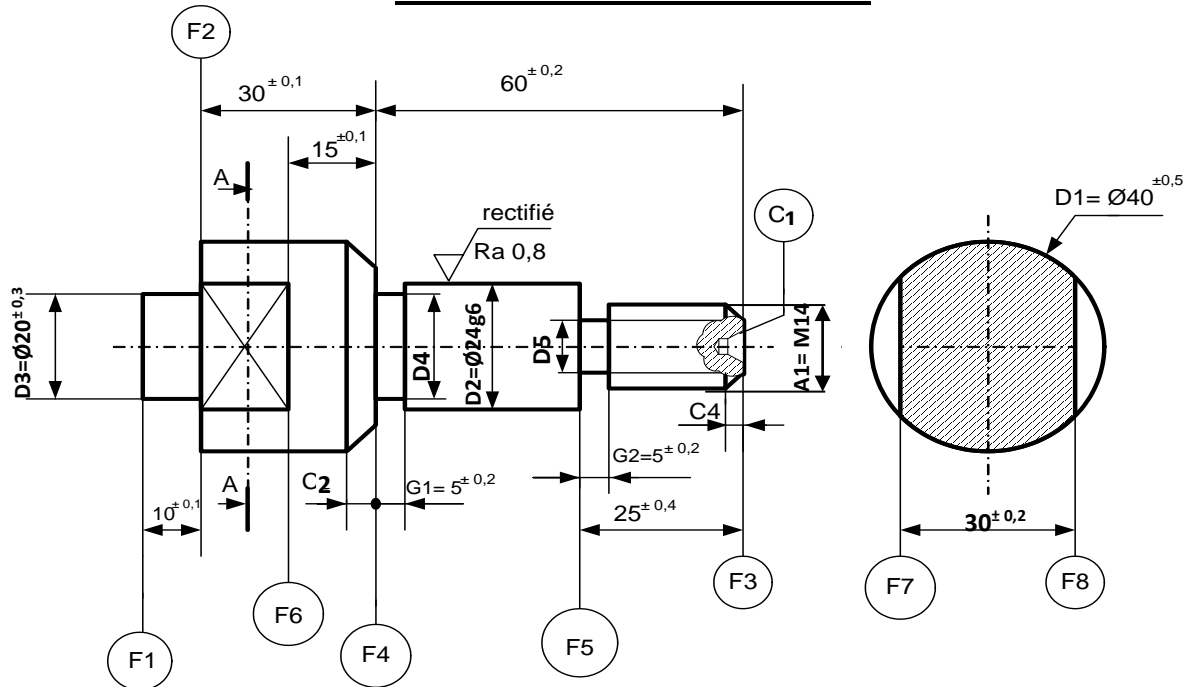 F2
30 ± 0,1
60 ± 0,2
15 ±0,1
A
rectifié
Ra 0,8
C1
D1= Ø40 ±0,5
D3=Ø20± 0,3
D4
D2=Ø24g6
D5
A1= M14
C4
A
C2
G1= 5± 0,2
G2=5± 0,2
10± 0,1
25± 0,4
30± 0,2
F3
F7
F8
F6
F1
F4
F5